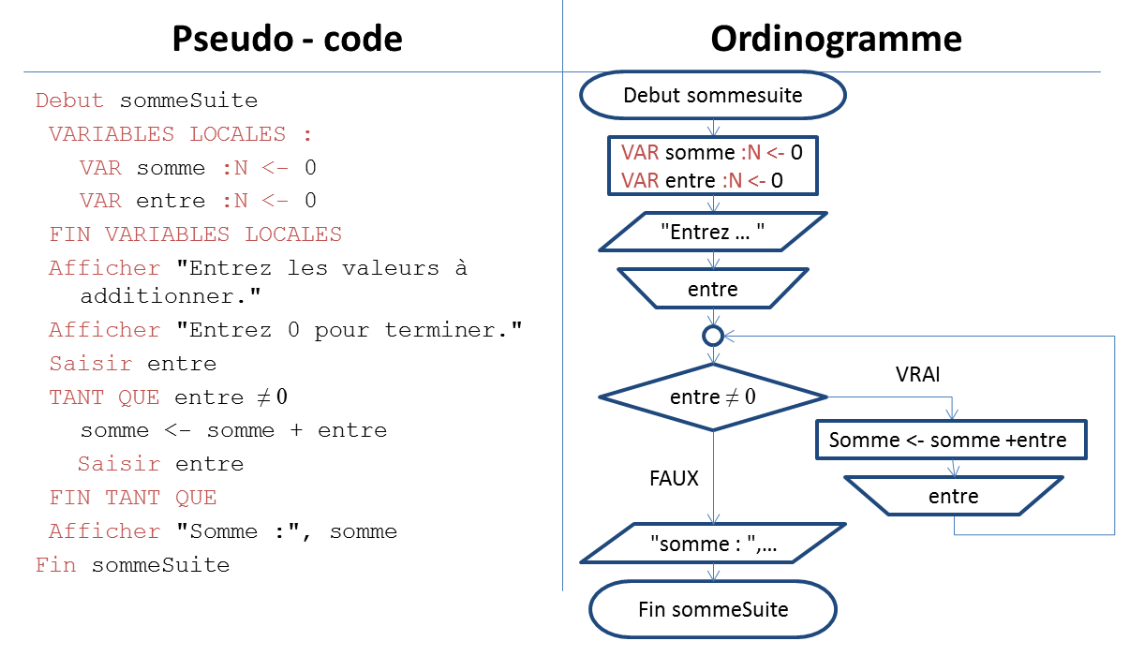 Pseudo - code
Debut sommeSuite
VARIABLES LOCALES :
VAR somme :N <- 0
VAR entre :N <- 0
FIN VARIABLES LOCALES
Afficher "Entrez les valeurs à
additionner."
Afficher "Entrez 0 pour terminer."
Saisir entre
TANT QUE entre ≠ 0
somme <- somme + entre
Saisir entre
FIN TANT QUE
Afficher "Somme :", somme
Fin sommeSuite
Ordinogramme
Debut sommesuite
VAR somme :N <- 0
VAR entre :N <- 0
"Entrez ... "
entre
entre ≠ 0
VRAI
Somme <- somme +entre
entre
FAUX
"somme : ",...
Fin sommeSuite